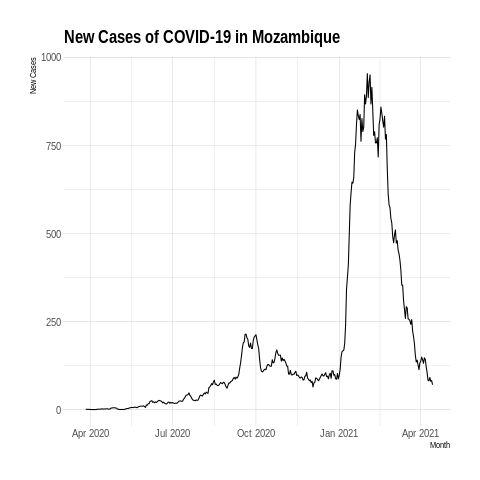 New Cases of COVID-19 in Mozambique
New Cases
1000
750
500
250
0
Apr 2020 Jul 2020 Oct 2020 Jan 2021 Apr 2021
Month